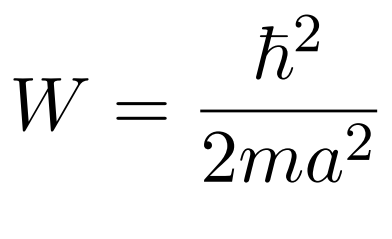 W = ħ²/2ma²